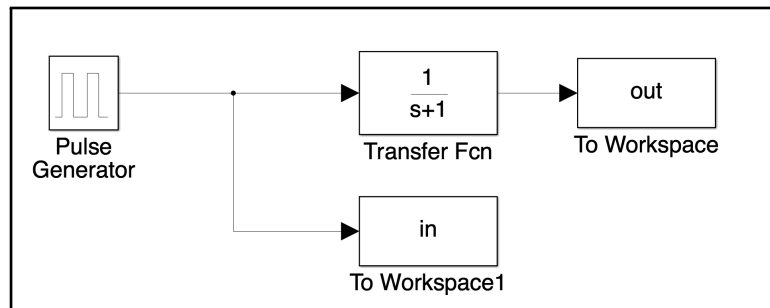 Pulse
Generator
1
s+1
Transfer Fcn
out
To Workspace
in
To Workspace1